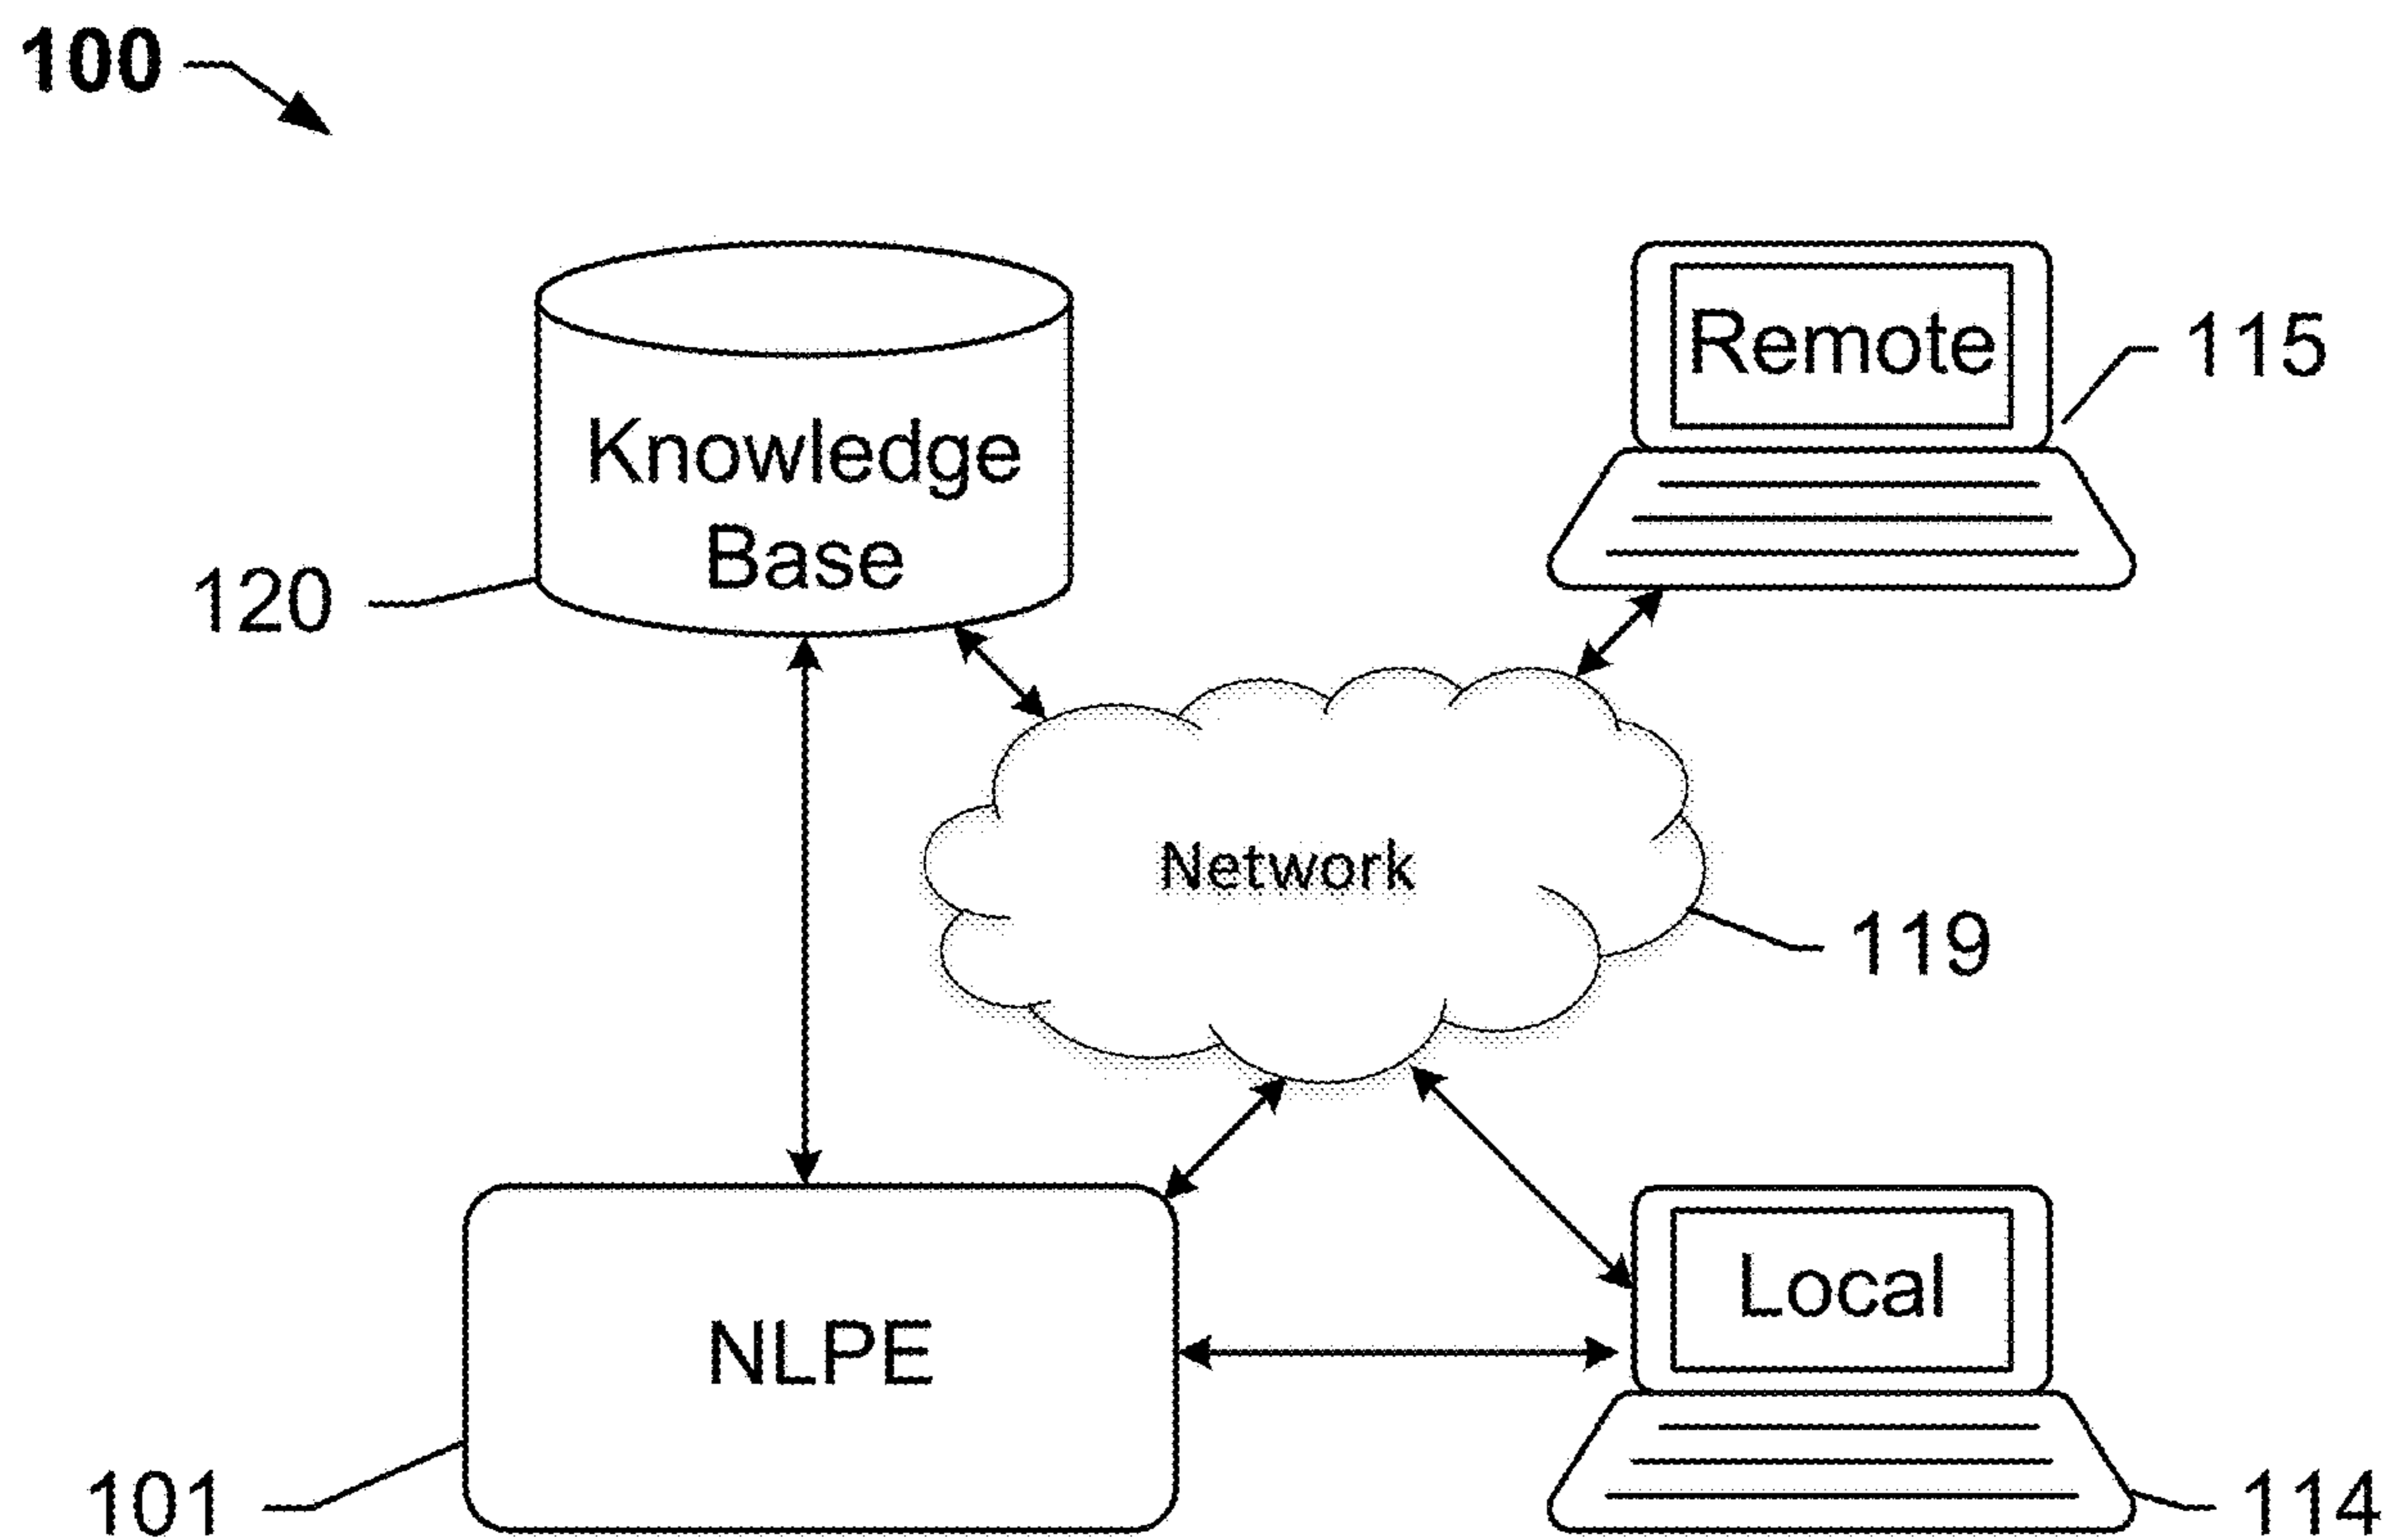 100
Remote
115
Knowledge
Base
120
Network
119
Local
NLPE
101
114